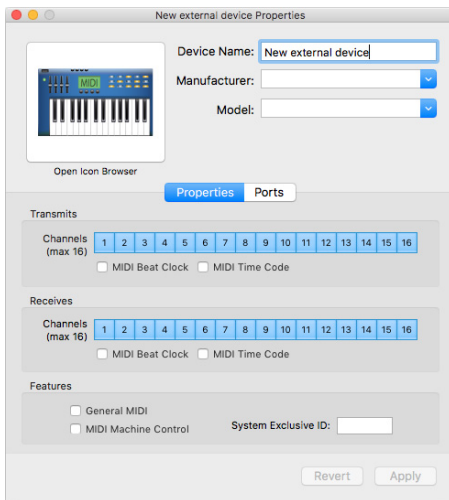 New external device Properties
MIDI
Device Name: New external device
Manufacturer:
Model:
Open Icon Browser
Properties Ports
Transmits
Channels (max 16) 1 2 3 4 5 6 7 8 9 10 11 12 13 14 15 16
MIDI Beat Clock MIDI Time Code
Receives
Channels (max 16) 1 2 3 4 5 6 7 8 9 10 11 12 13 14 15 16
MIDI Beat Clock MIDI Time Code
Features
General MIDI
MIDI Machine Control System Exclusive ID:
Revert Apply